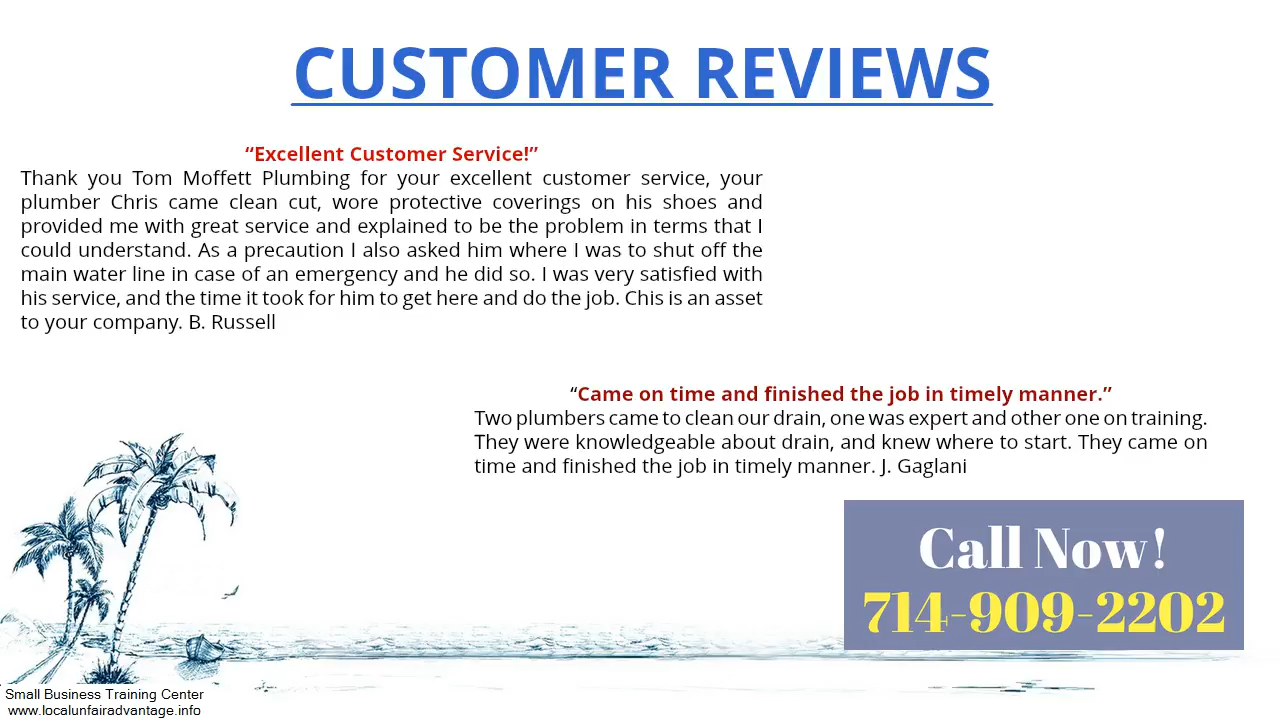 CUSTOMER REVIEWS
“Excellent Customer Service!”
Thank you Tom Moffett Plumbing for your excellent customer service, your
plumber Chris came clean cut, wore protective coverings on his shoes and
provided me with great service and explained to be the problem in terms that I
could understand. As a precaution I also asked him where I was to shut off the
main water line in case of an emergency and he did so. I was very satisfied with
his service, and the time it took for him to get here and do the job. Chis is an asset
to your company. B. Russell
“Came on time and finished the job in timely manner.”
Two plumbers came to clean our drain, one was expert and other one on training.
They were knowledgeable about drain, and knew where to start. They came on
time and finished the job in timely manner. J. Gaglani
Call Now!
714-909-2202
Small Business Training Center
www.localunfairadvantage.info